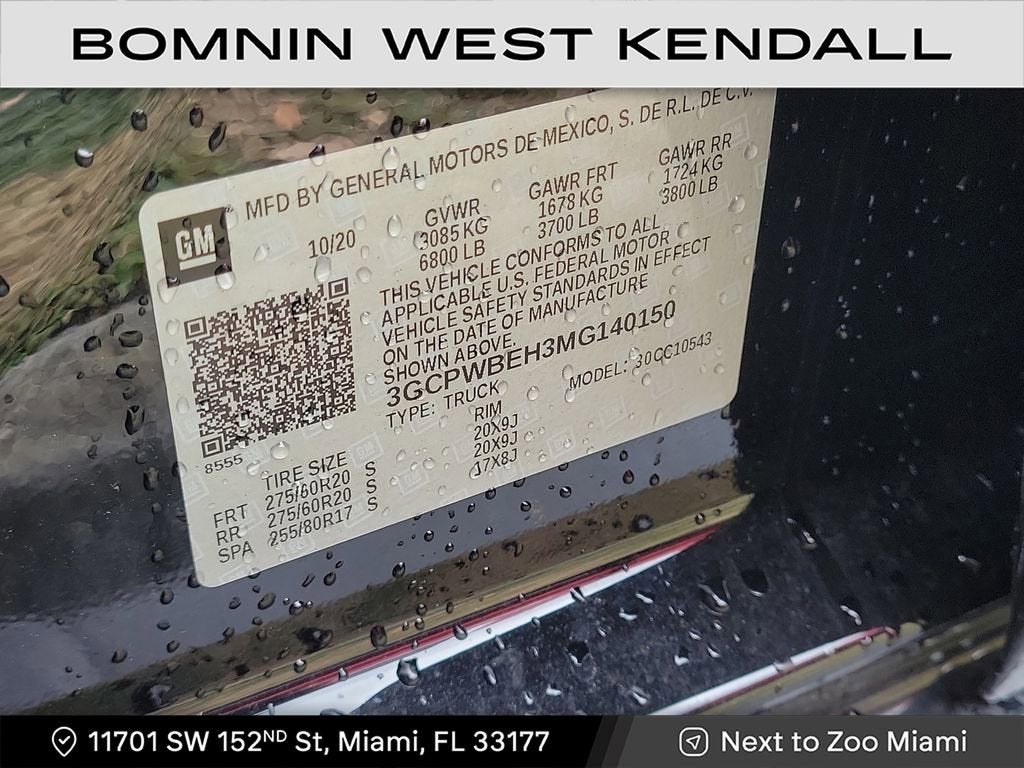 BOMNIN WEST KENDALL
MFD BY GENERAL MOTORS DE MEXICO, S. DE R.L. DE C.V.
GM
10/20
GVWR
3085 KG
6800 LB
GAWR FRT
1678 KG
3700 LB
GAWR RR
1724 KG
3800 LB
THIS VEHICLE CONFORMS TO ALL
APPLICABLE U.S. FEDERAL MOTOR
VEHICLE SAFETY STANDARDS IN EFFECT
ON THE DATE OF MANUFACTURE
SHOWN ABOVE.
3GCPWBEH3MG140150
TYPE: TRUCK MODEL: 30CC10543
8555
TIRE SIZE RIM
FRT 275/60R20 S 20X9J
RR 275/60R20 S 20X9J
SPA 255/80R17 S 17X8J
11701 SW 152ND St, Miami, FL 33177
Next to Zoo Miami